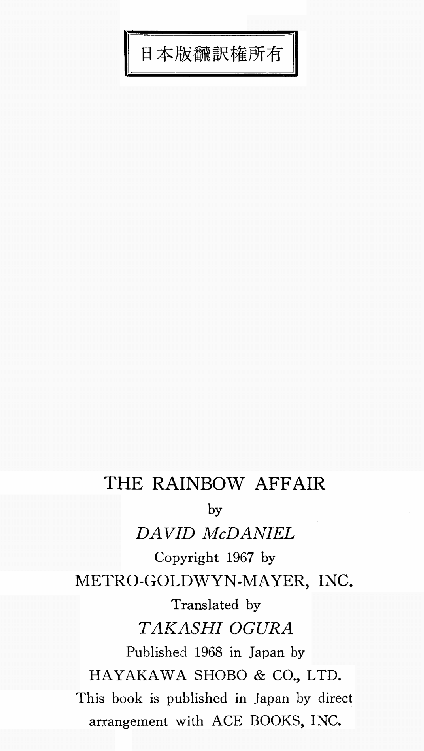 日本版飜訳権所有
THE RAINBOW AFFAIR
by
DAVID McDANIEL
Copyright 1967 by
METRO-GOLDWYN-MAYER, INC.
Translated by
TAKASHI OGURA
Published 1968 in Japan by
HAYAKAWA SHOBO & CO., LTD.
This book is published in Japan by direct
arrangement with ACE BOOKS, INC.